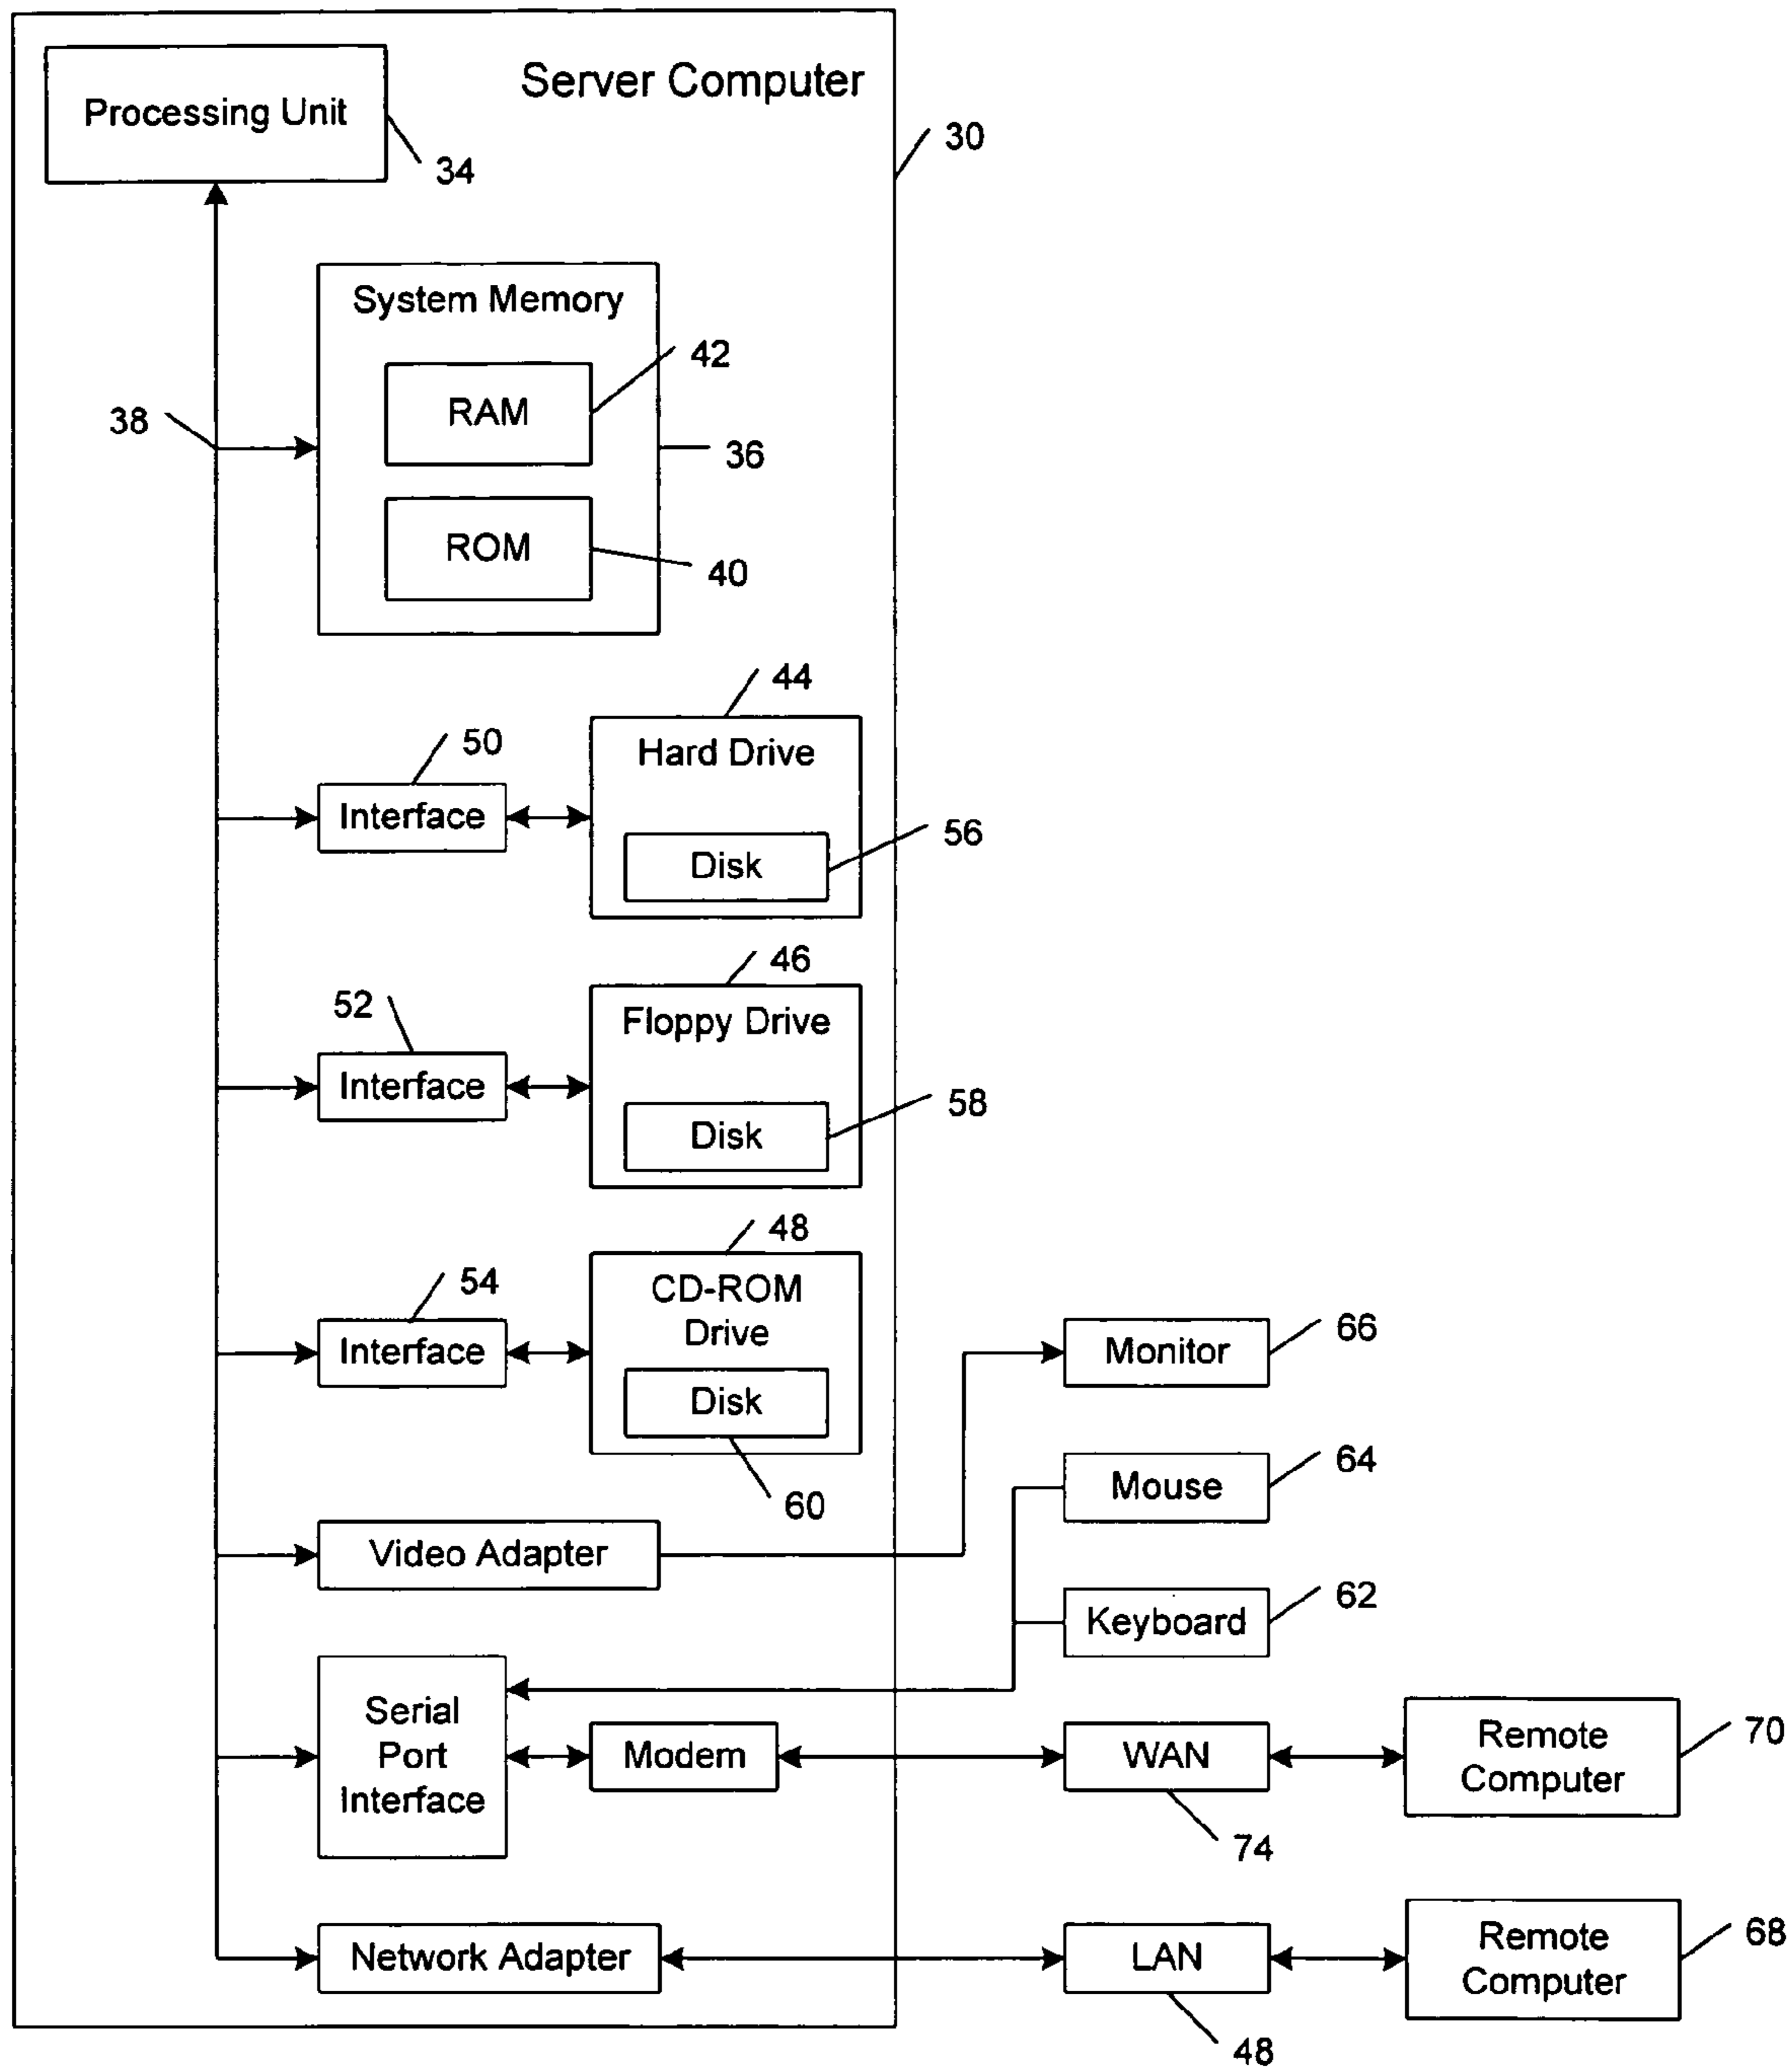 Server Computer
Processing Unit
30
34
System Memory
42
RAM
38
36
ROM
40
44
50
Hard Drive
Interface
56
Disk
46
52
Floppy Drive
Interface
58
Disk
48
54
CD-ROM
Drive
Interface
66
Monitor
Disk
64
Mouse
60
Video Adapter
62
Keyboard
Serial
Port
Interface
Modem
WAN
Remote
Computer
70
74
Network Adapter
LAN
Remote
Computer
68
48